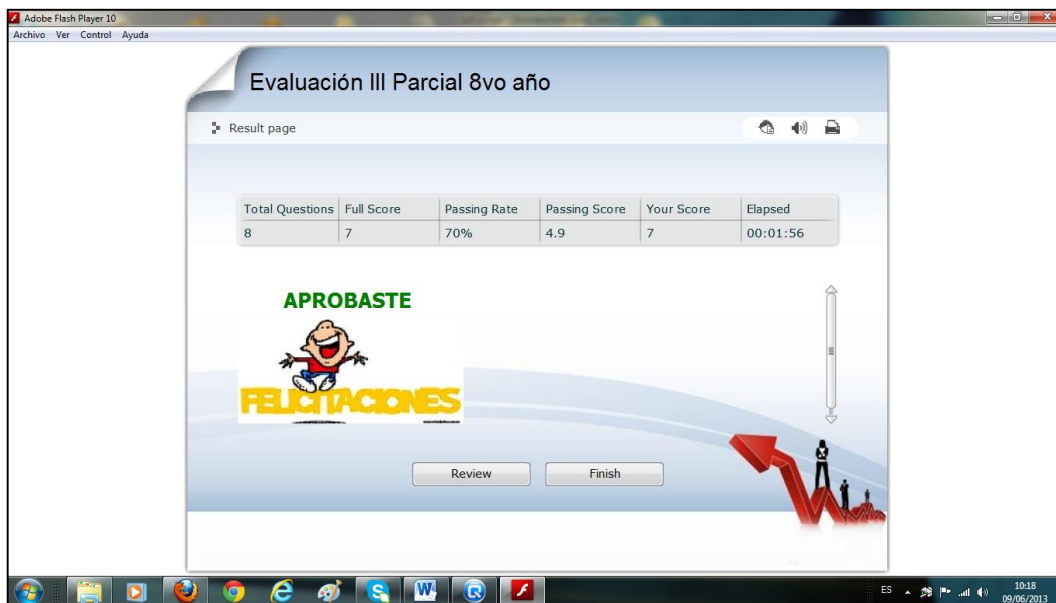 Adobe Flash Player 10
Archivo Ver Control Ayuda
Evaluación III Parcial 8vo año
Result page
Total Questions Full Score Passing Rate Passing Score Your Score Elapsed
8 7 70% 4.9 7 00:01:56
APROBASTE
FELICITACIONES
Review Finish
ES 10:18
09/06/2013